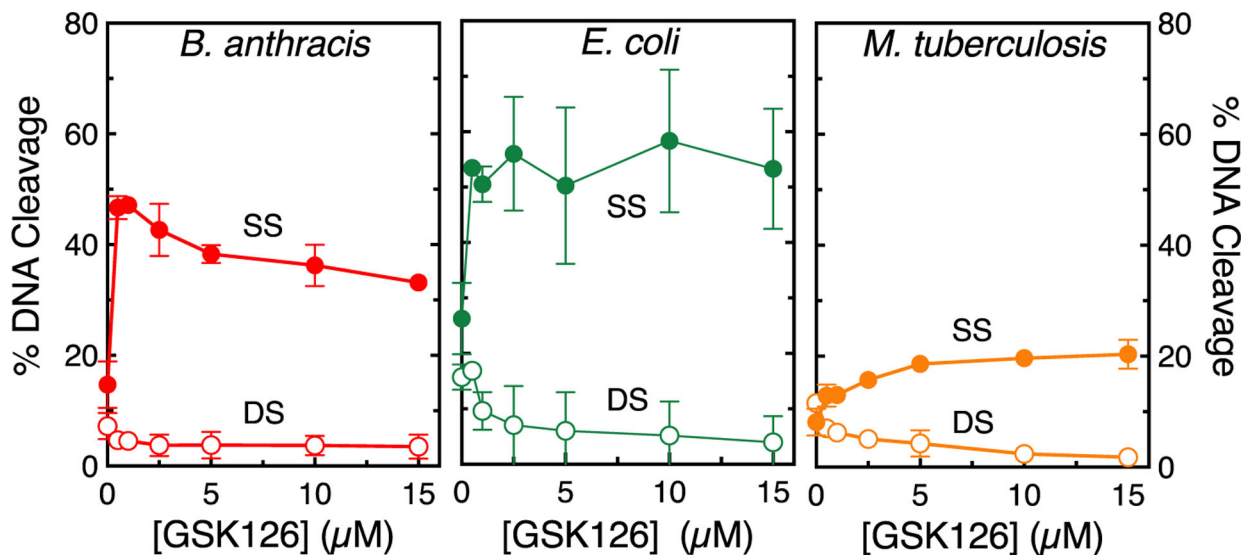 % DNA Cleavage
80
60
40
20
0
B. anthracis
SS
DS
0 5 10 15
[GSK126] (μM)
E. coli
SS
DS
0 5 10 15
[GSK126] (μM)
M. tuberculosis
SS
DS
0 5 10 15
[GSK126] (μM)
80
60
40
20
0
% DNA Cleavage